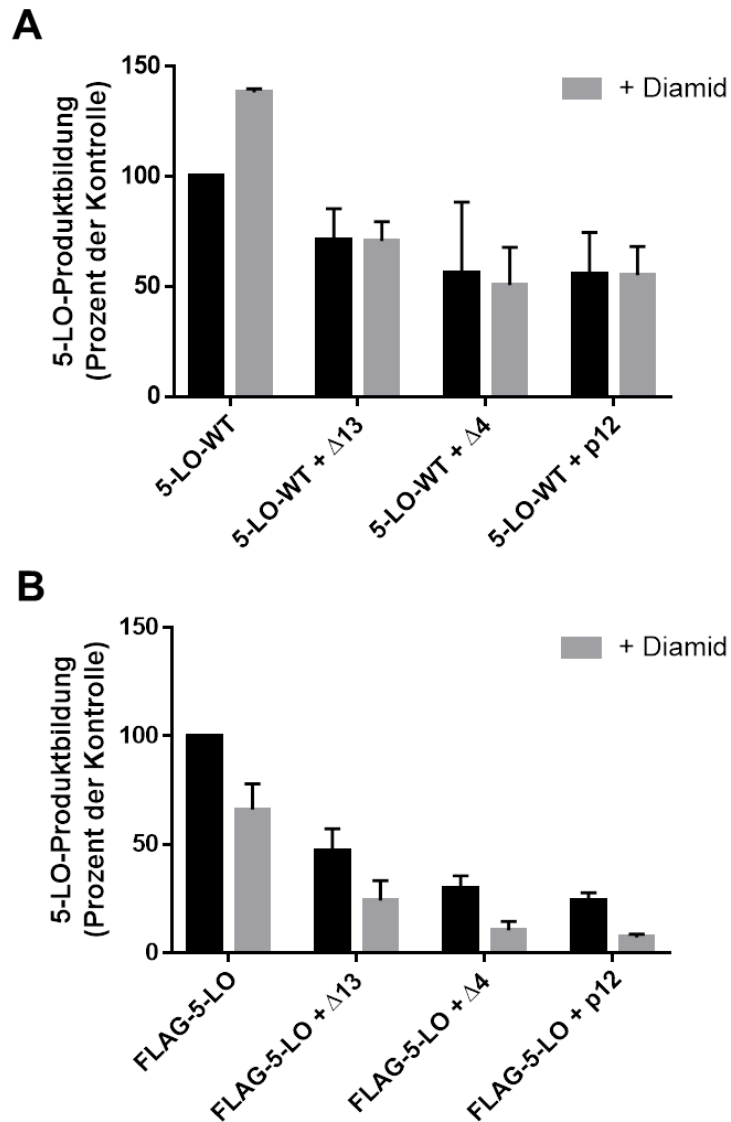 A
5-LO-Produktbildung
(Prozent der Kontrolle)
150
100
50
0
+ Diamid
5-LO-WT
5-LO-WT + Δ13
5-LO-WT + Δ4
5-LO-WT + p12
B
5-LO-Produktbildung
(Prozent der Kontrolle)
150
100
50
0
+ Diamid
FLAG-5-LO
FLAG-5-LO + Δ13
FLAG-5-LO + Δ4
FLAG-5-LO + p12